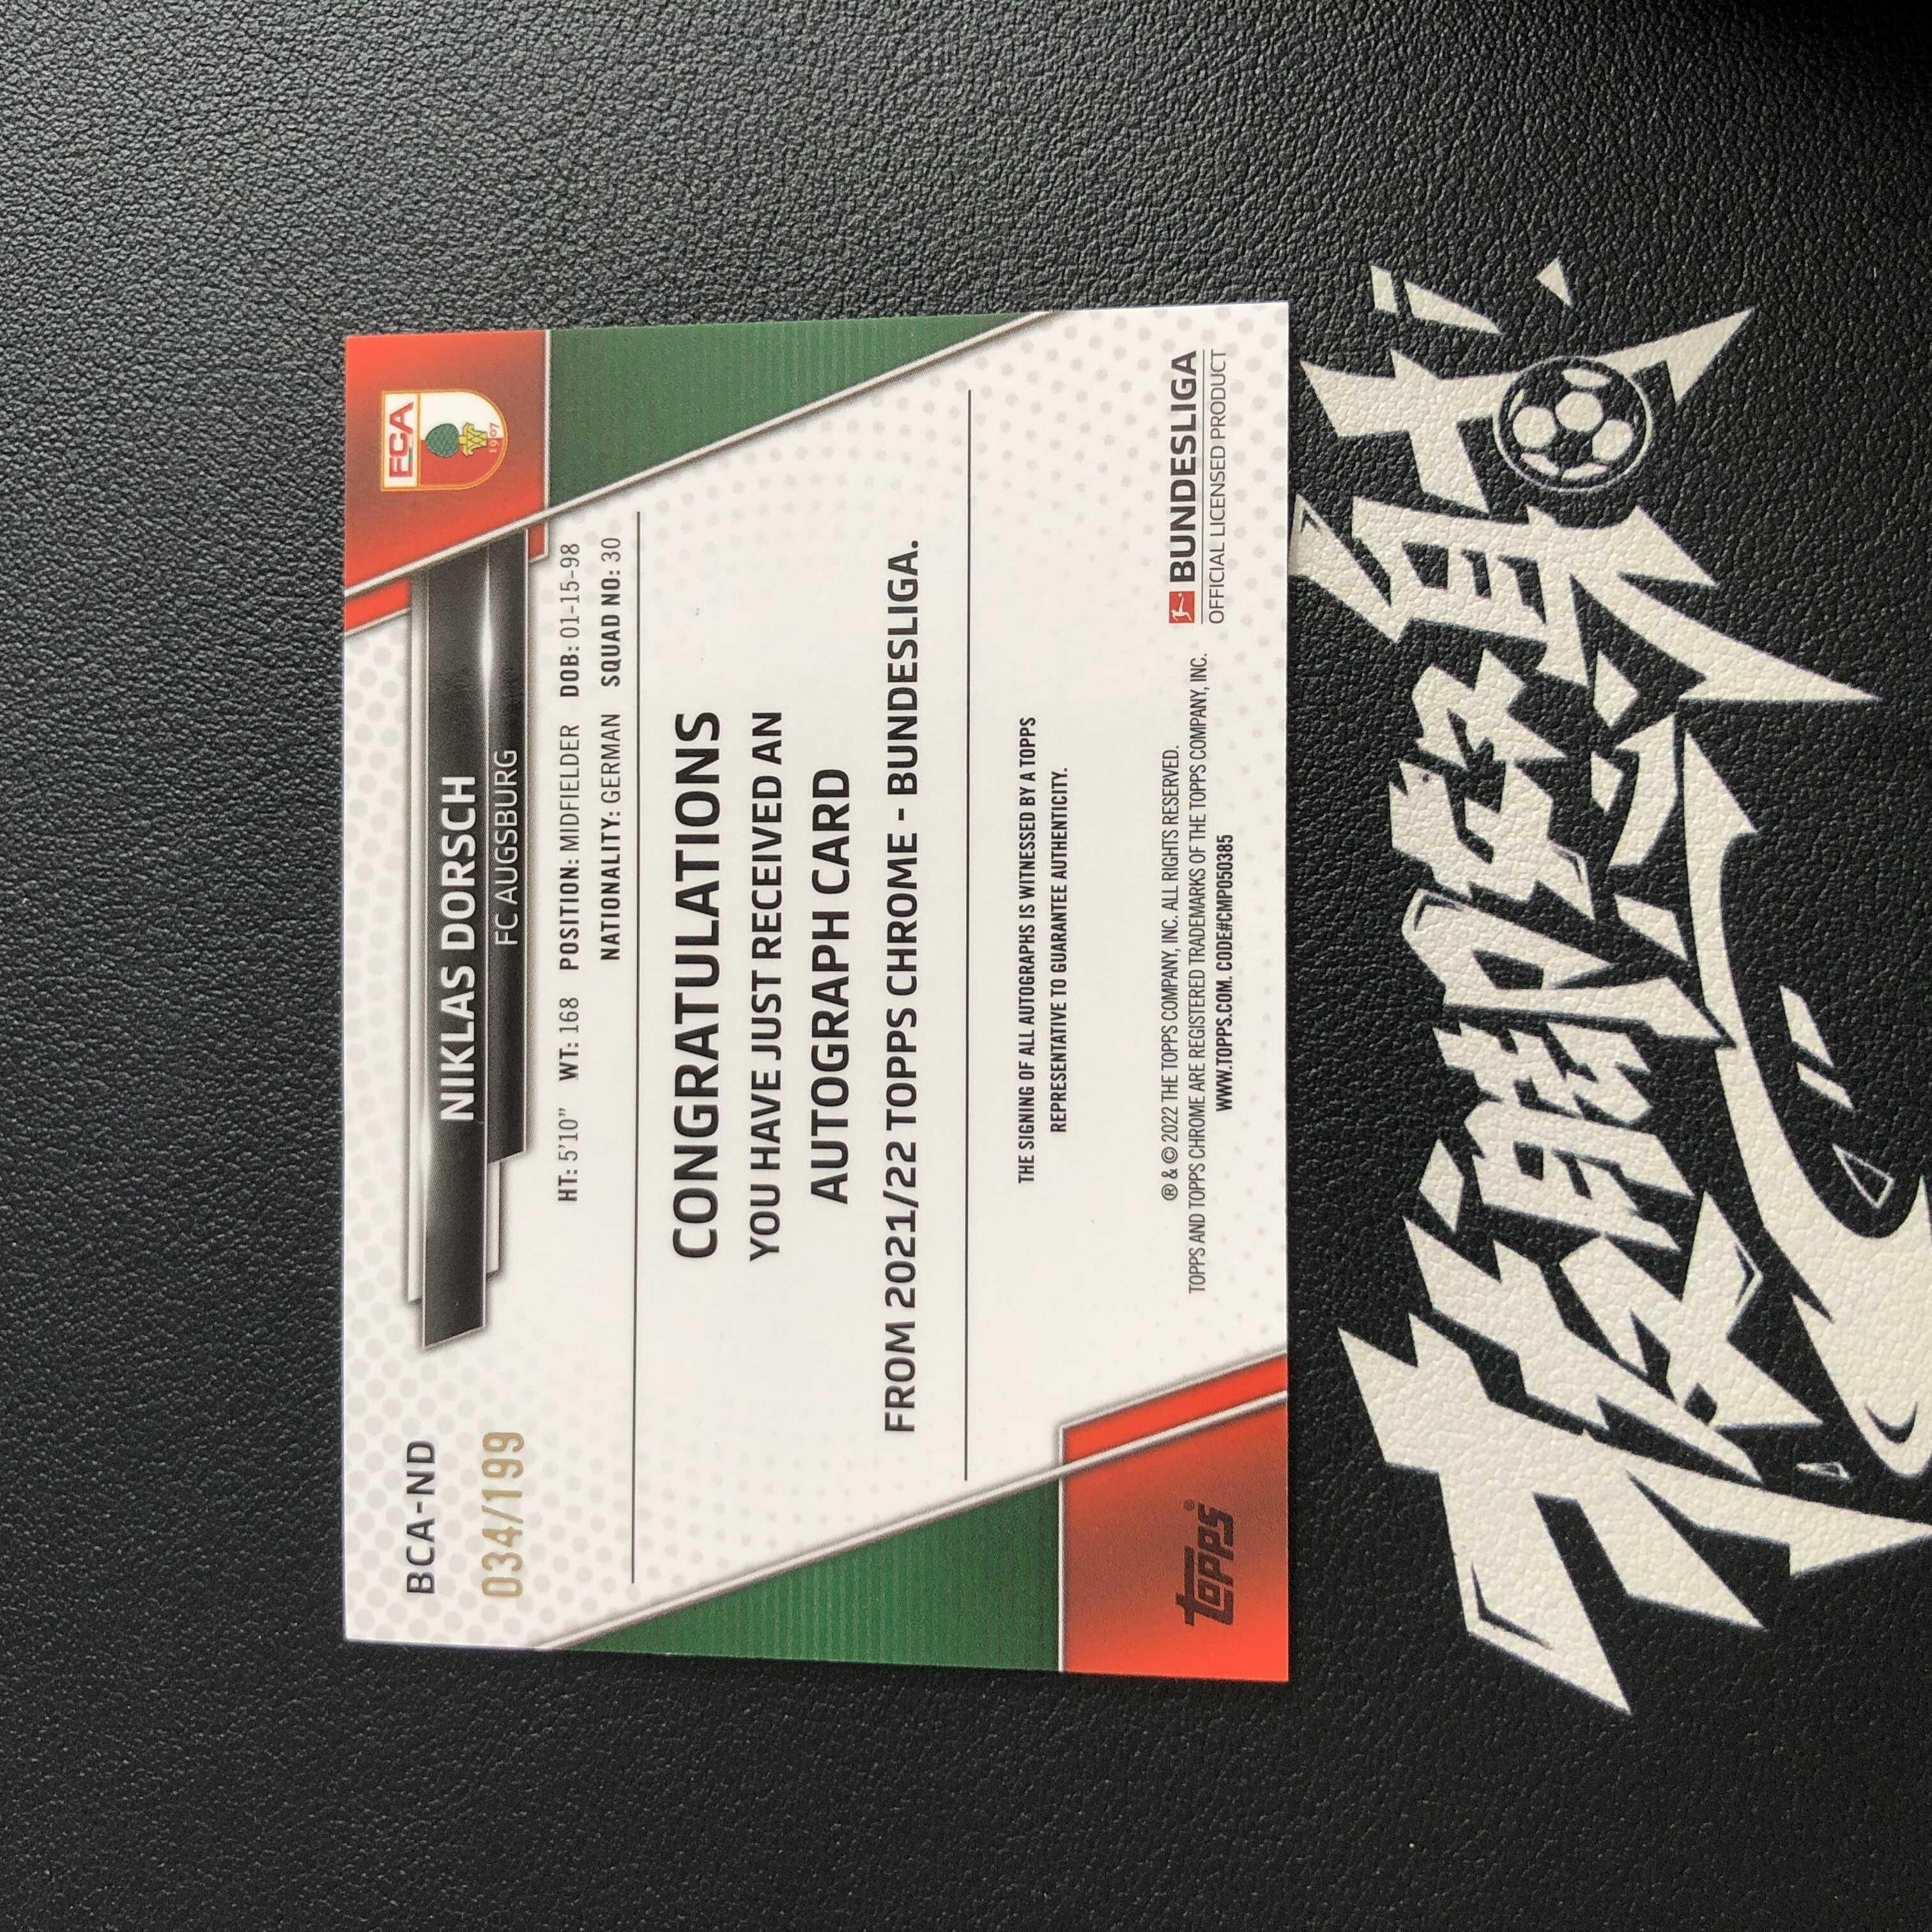 BCA-ND
NIKLAS DORSCH
FCA
1907
034/199
FC AUGSBURG
HT: 5'10" WT: 168 POSITION: MIDFIELDER DOB: 01-15-98
NATIONALITY: GERMAN SQUAD NO: 30
CONGRATULATIONS
YOU HAVE JUST RECEIVED AN
AUTOGRAPH CARD
FROM 2021/22 TOPPS CHROME - BUNDESLIGA.
THE SIGNING OF ALL AUTOGRAPHS IS WITNESSED BY A TOPPS
REPRESENTATIVE TO GUARANTEE AUTHENTICITY.
® & © 2022 THE TOPPS COMPANY, INC. ALL RIGHTS RESERVED.
TOPPS AND TOPPS CHROME ARE REGISTERED TRADEMARKS OF THE TOPPS COMPANY, INC.
WWW.TOPPS.COM. CODE#CMP050385
topps®
BUNDESLIGA
OFFICIAL LICENSED PRODUCT